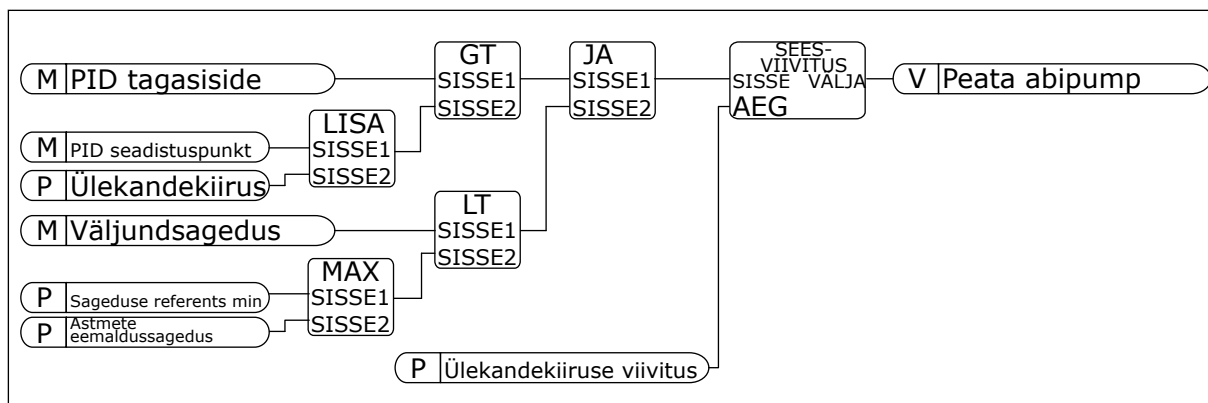 M PID tagasiside
GT
SISSE1
SISSE2
JA
SISSE1
SISSE2
SEES-
VIIVITUS
SISSE VÄLJA
AEG
V Peata abipump
M PID seadistuspunkt
P Ülekandekiirus
LISA
SISSE1
SISSE2
M Väljundsagedus
LT
SISSE1
SISSE2
P Sageduse referents min
P Astmete
eemaldussagedus
MAX
SISSE1
SISSE2
P Ülekandekiiruse viivitus